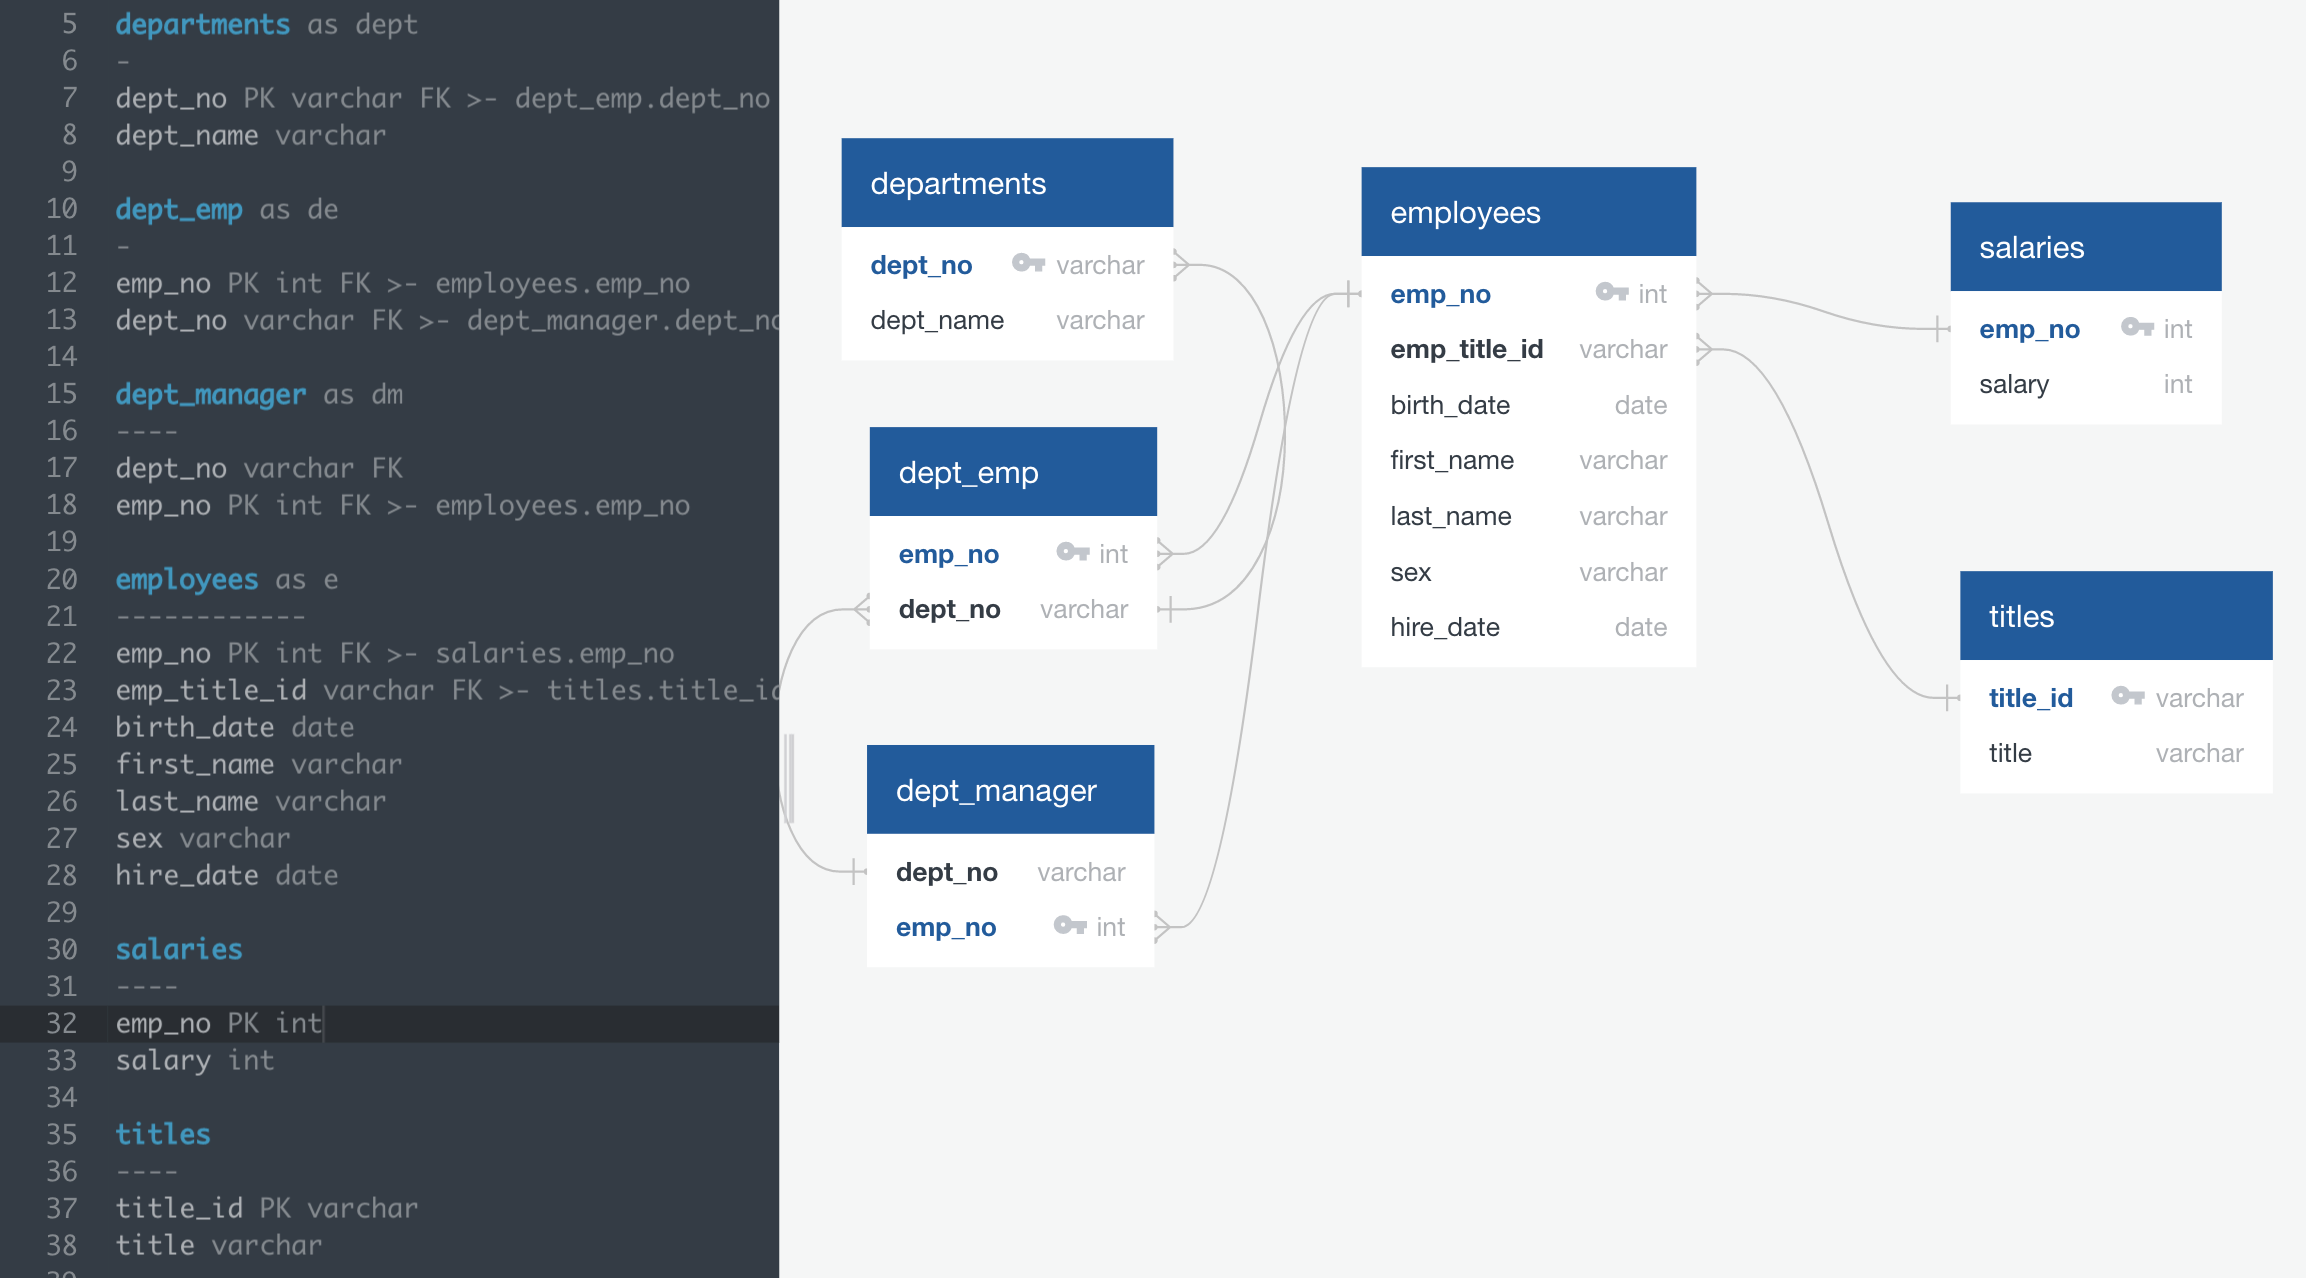 5 departments as dept
6 -
7 dept_no PK varchar FK >- dept_emp.dept_no
8 dept_name varchar
9
10 dept_emp as de
11 -
12 emp_no PK int FK >- employees.emp_no
13 dept_no varchar FK >- dept_manager.dept_no
14
15 dept_manager as dm
16 ----
17 dept_no varchar FK
18 emp_no PK int FK >- employees.emp_no
19
20 employees as e
21 ------------
22 emp_no PK int FK >- salaries.emp_no
23 emp_title_id varchar FK >- titles.title_id
24 birth_date date
25 first_name varchar
26 last_name varchar
27 sex varchar
28 hire_date date
29
30 salaries
31 ----
32 emp_no PK int
33 salary int
34
35 titles
36 ----
37 title_id PK varchar
38 title varchar
39
departments
dept_no varchar
dept_name varchar
dept_emp
emp_no int
dept_no varchar
dept_manager
dept_no varchar
emp_no int
employees
emp_no int
emp_title_id varchar
birth_date date
first_name varchar
last_name varchar
sex varchar
hire_date date
salaries
emp_no int
salary int
titles
title_id varchar
title varchar